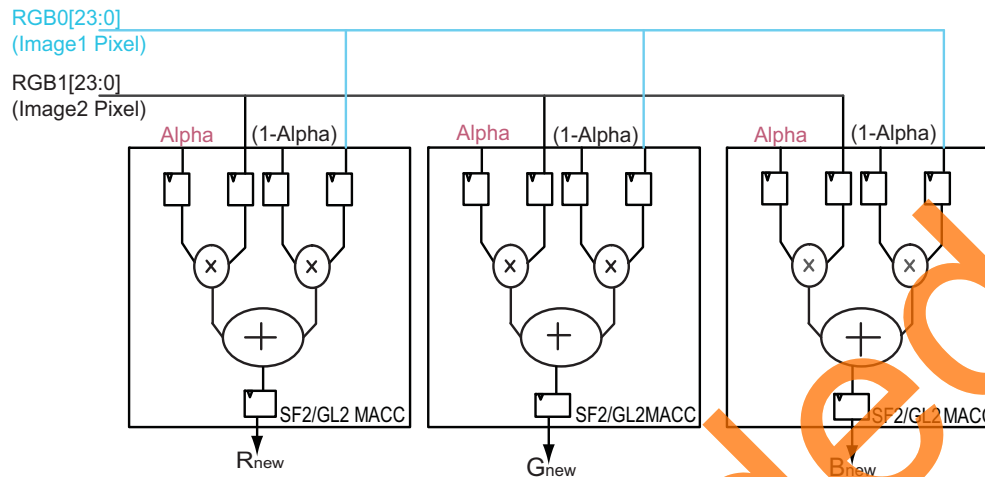 RGB0[23:0]
(Image1 Pixel)
RGB1[23:0]
(Image2 Pixel)
Alpha (1-Alpha) Alpha (1-Alpha) Alpha (1-Alpha)
x x x x x x
+ + +
SF2/GL2 MACC SF2/GL2MACC SF2/GL2 MACC
Rnew Gnew Bnew